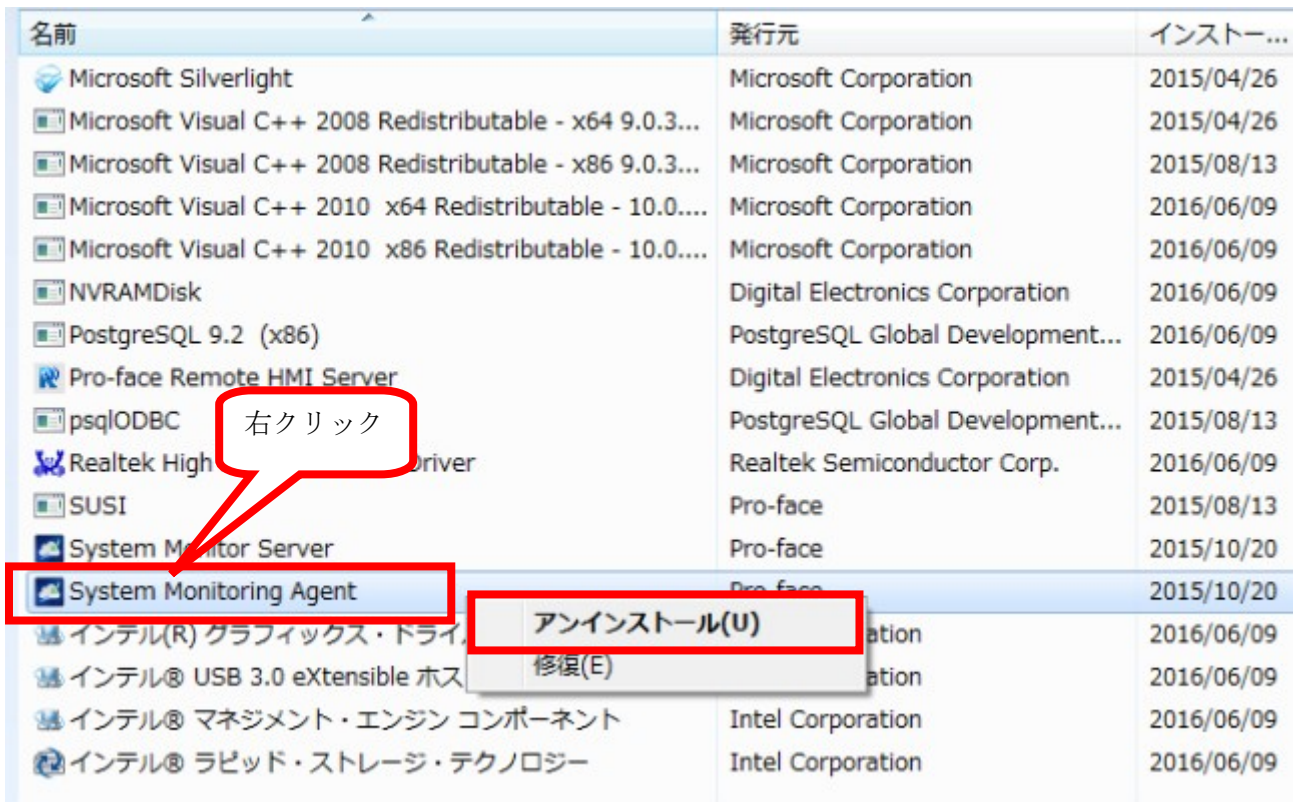 名前 発行元 インストー...
Microsoft Silverlight Microsoft Corporation 2015/04/26
Microsoft Visual C++ 2008 Redistributable - x64 9.0.3... Microsoft Corporation 2015/04/26
Microsoft Visual C++ 2008 Redistributable - x86 9.0.3... Microsoft Corporation 2015/08/13
Microsoft Visual C++ 2010 x64 Redistributable - 10.0.... Microsoft Corporation 2016/06/09
Microsoft Visual C++ 2010 x86 Redistributable - 10.0.... Microsoft Corporation 2016/06/09
NVRAMDisk Digital Electronics Corporation 2016/06/09
PostgreSQL 9.2 (x86) PostgreSQL Global Development... 2016/06/09
Pro-face Remote HMI Server Digital Electronics Corporation 2015/04/26
psqlODBC PostgreSQL Global Development... 2015/08/13
右クリック
Realtek High Driver Realtek Semiconductor Corp. 2016/06/09
SUSI Pro-face 2015/08/13
System Monitor Server Pro-face 2015/10/20
System Monitoring Agent Pro-face 2015/10/20
アンインストール(U)
修復(E)
インテル(R) グラフィックス・ドライ ation 2016/06/09
インテル® USB 3.0 eXtensible ホス ation 2016/06/09
インテル® マネジメント・エンジン コンポーネント Intel Corporation 2016/06/09
インテル® ラピッド・ストレージ・テクノロジー Intel Corporation 2016/06/09